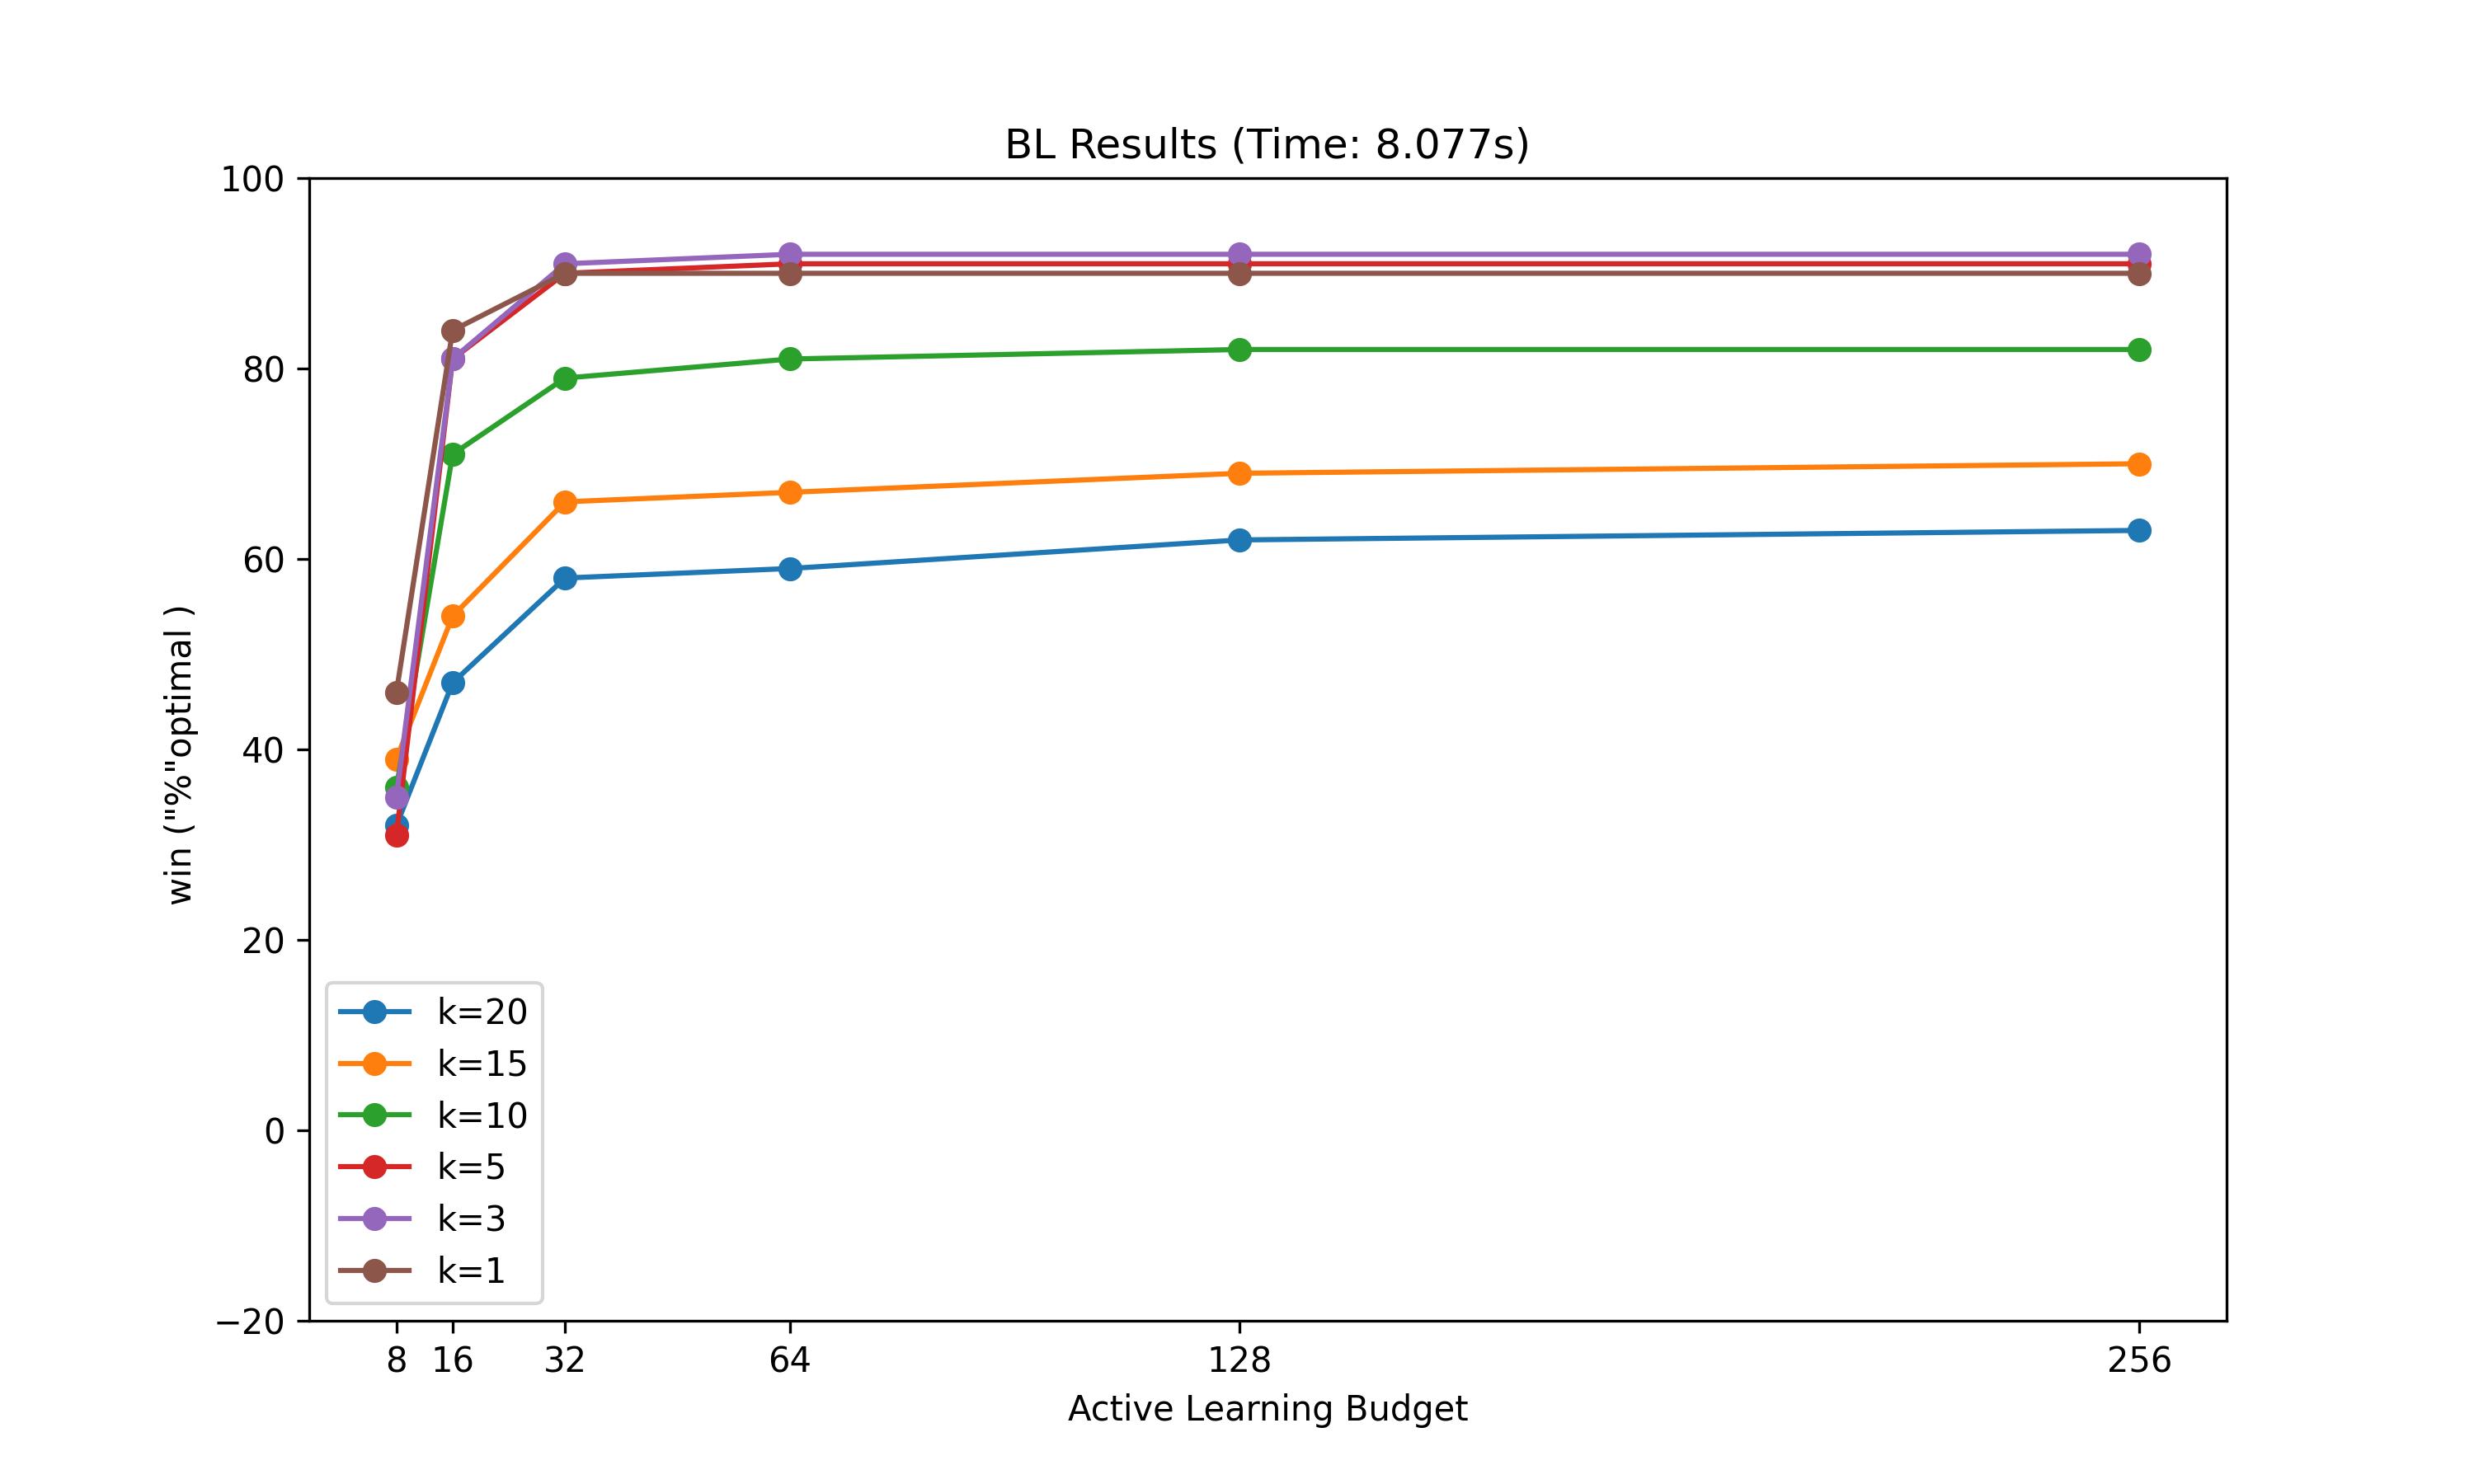 BL Results (Time: 8.077s)
100
80
60
40
20
0
−20
win ("%"optimal )
k=20
k=15
k=10
k=5
k=3
k=1
8 16 32 64 128 256
Active Learning Budget